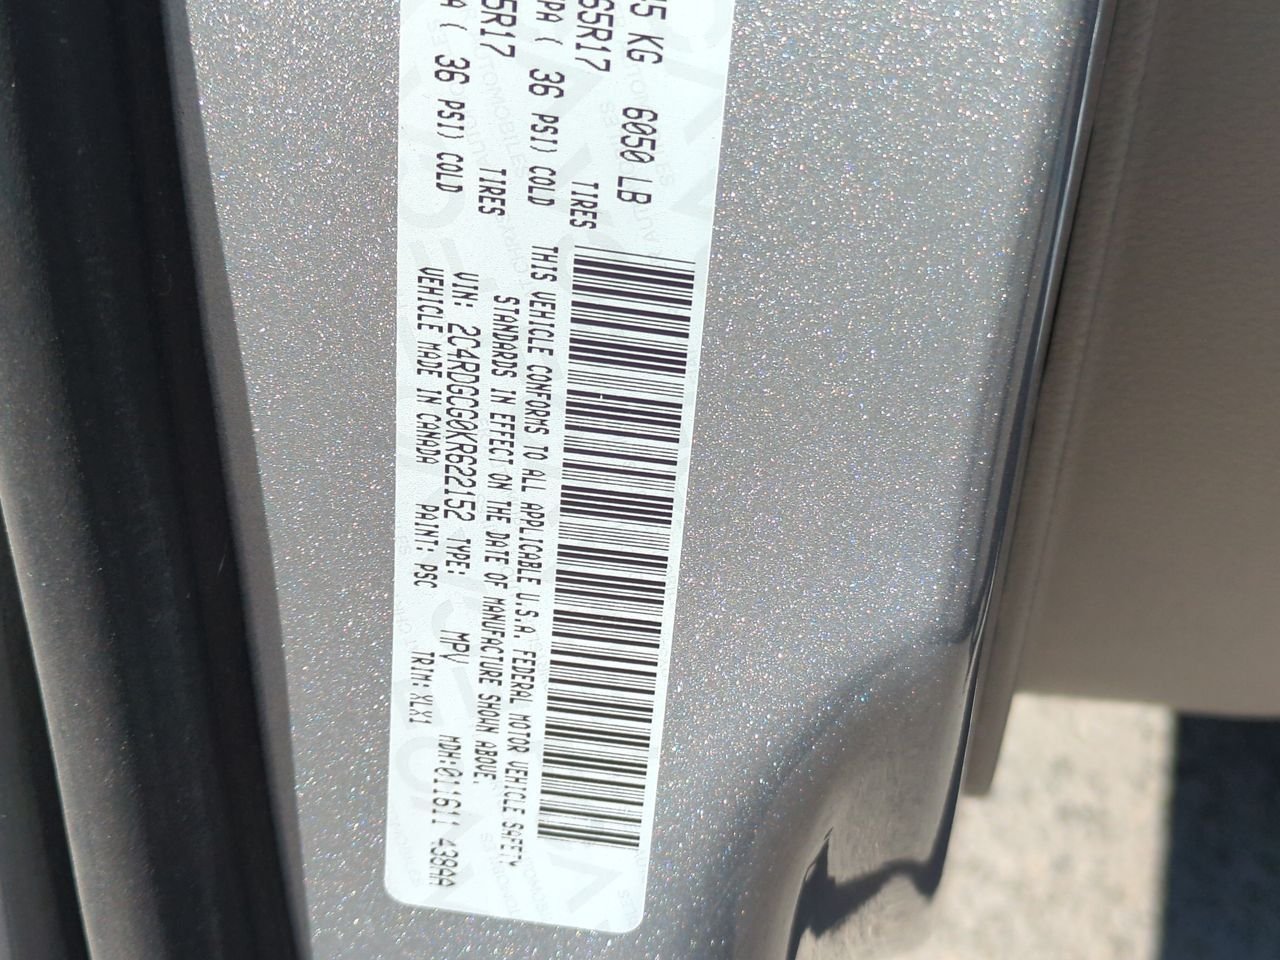 15 KG 6050 LB
65R17 TIRES
PA ( 36 PSI) COLD
5R17 TIRES
A ( 36 PSI) COLD
THIS VEHICLE CONFORMS TO ALL APPLICABLE U.S.A. FEDERAL MOTOR VEHICLE SAFETY
STANDARDS IN EFFECT ON THE DATE OF MANUFACTURE SHOWN ABOVE.
VIN: 2C4RDGCG0KR622152 TYPE: MPV MDH:011611 438AA
VEHICLE MADE IN CANADA PAINT: PSC TRIM: XLX1